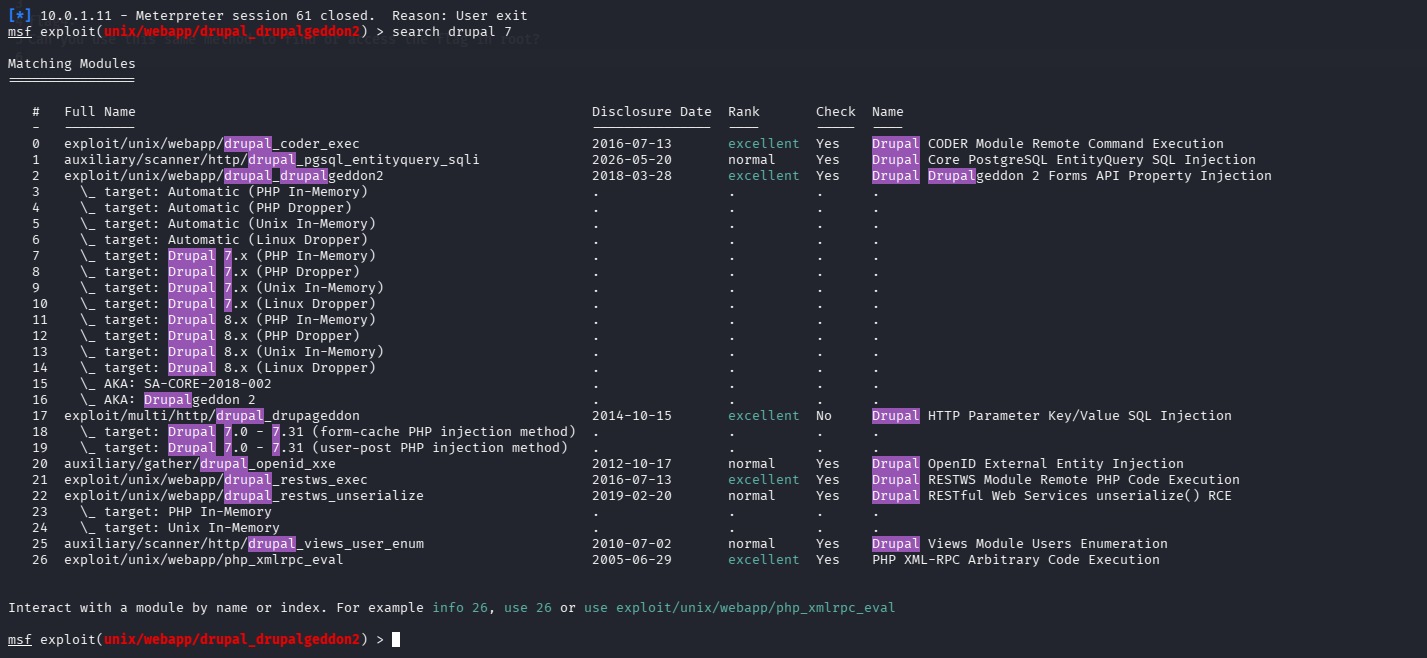 [*] 10.0.1.11 - Meterpreter session 61 closed.  Reason: User exit
msf exploit(unix/webapp/drupal_drupalgeddon2) > search drupal 7
Matching Modules
================
#   Full Name   Disclosure Date  Rank       Check  Name
-   ---------   ---------------  ----       -----  ----
0   exploit/unix/webapp/drupal_coder_exec   2016-07-13       excellent  Yes    Drupal CODER Module Remote Command Execution
1   auxiliary/scanner/http/drupal_pgsql_entityquery_sqli   2026-05-20       normal     Yes    Drupal Core PostgreSQL EntityQuery SQL Injection
2   exploit/unix/webapp/drupal_drupalgeddon2   2018-03-28       excellent  Yes    Drupal Drupalgeddon 2 Forms API Property Injection
3     \_ target: Automatic (PHP In-Memory)   .                .          .      .
4     \_ target: Automatic (PHP Dropper)   .                .          .      .
5     \_ target: Automatic (Unix In-Memory)   .                .          .      .
6     \_ target: Automatic (Linux Dropper)   .                .          .      .
7     \_ target: Drupal 7.x (PHP In-Memory)   .                .          .      .
8     \_ target: Drupal 7.x (PHP Dropper)   .                .          .      .
9     \_ target: Drupal 7.x (Unix In-Memory)   .                .          .      .
10    \_ target: Drupal 7.x (Linux Dropper)   .                .          .      .
11    \_ target: Drupal 8.x (PHP In-Memory)   .                .          .      .
12    \_ target: Drupal 8.x (PHP Dropper)   .                .          .      .
13    \_ target: Drupal 8.x (Unix In-Memory)   .                .          .      .
14    \_ target: Drupal 8.x (Linux Dropper)   .                .          .      .
15    \_ AKA: SA-CORE-2018-002   .                .          .      .
16    \_ AKA: Drupalgeddon 2   .                .          .      .
17  exploit/multi/http/drupal_drupageddon   2014-10-15       excellent  No     Drupal HTTP Parameter Key/Value SQL Injection
18    \_ target: Drupal 7.0 - 7.31 (form-cache PHP injection method)  .                .          .      .
19    \_ target: Drupal 7.0 - 7.31 (user-post PHP injection method)   .                .          .      .
20  auxiliary/gather/drupal_openid_xxe   2012-10-17       normal     Yes    Drupal OpenID External Entity Injection
21  exploit/unix/webapp/drupal_restws_exec   2016-07-13       excellent  Yes    Drupal RESTWS Module Remote PHP Code Execution
22  exploit/unix/webapp/drupal_restws_unserialize   2019-02-20       normal     Yes    Drupal RESTful Web Services unserialize() RCE
23    \_ target: PHP In-Memory   .                .          .      .
24    \_ target: Unix In-Memory   .                .          .      .
25  auxiliary/scanner/http/drupal_views_user_enum   2010-07-02       normal     Yes    Drupal Views Module Users Enumeration
26  exploit/unix/webapp/php_xmlrpc_eval   2005-06-29       excellent  Yes    PHP XML-RPC Arbitrary Code Execution
Interact with a module by name or index. For example info 26, use 26 or use exploit/unix/webapp/php_xmlrpc_eval
msf exploit(unix/webapp/drupal_drupalgeddon2) >